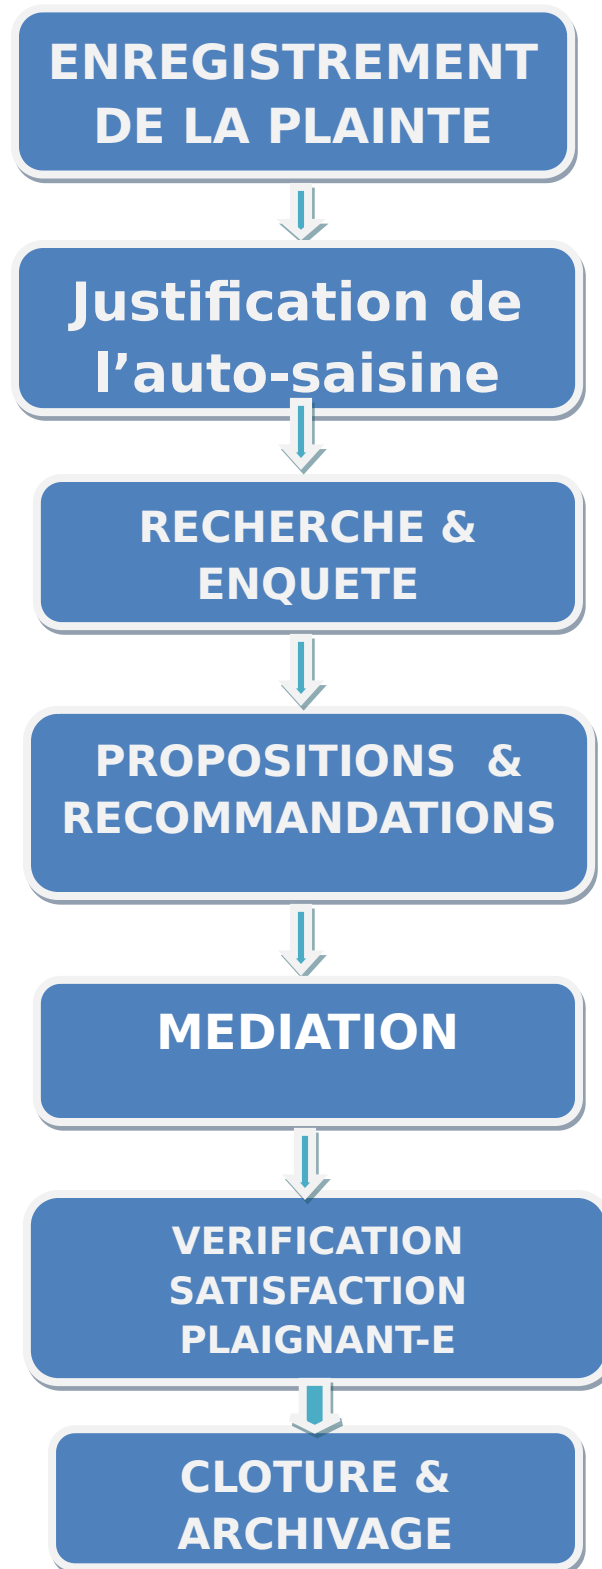 ENREGISTREMENT
DE LA PLAINTE
Justification de
l’auto-saisine
RECHERCHE &
ENQUETE
PROPOSITIONS  &
RECOMMANDATIONS
MEDIATION
VERIFICATION
SATISFACTION
PLAIGNANT-E
CLOTURE &
ARCHIVAGE